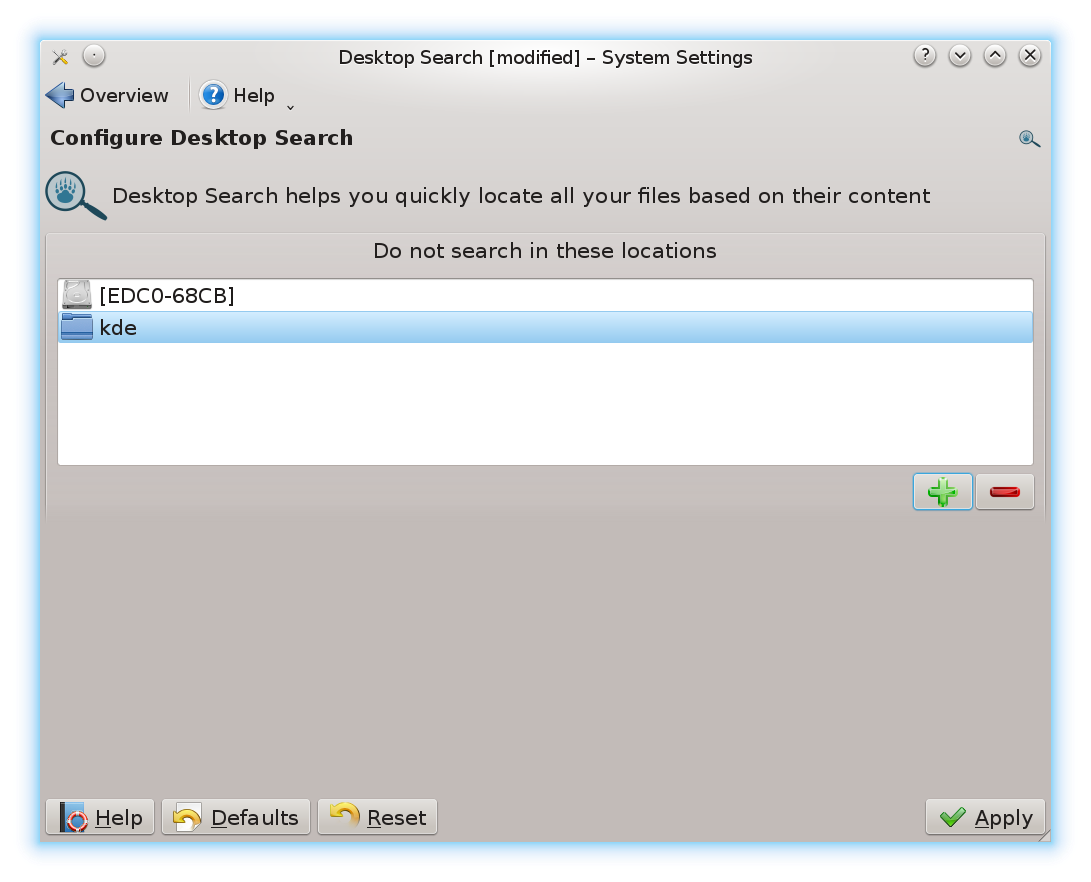 Desktop Search [modified] – System Settings
Overview Help
Configure Desktop Search
Desktop Search helps you quickly locate all your files based on their content
Do not search in these locations
[EDC0-68CB]
kde
Help Defaults Reset Apply